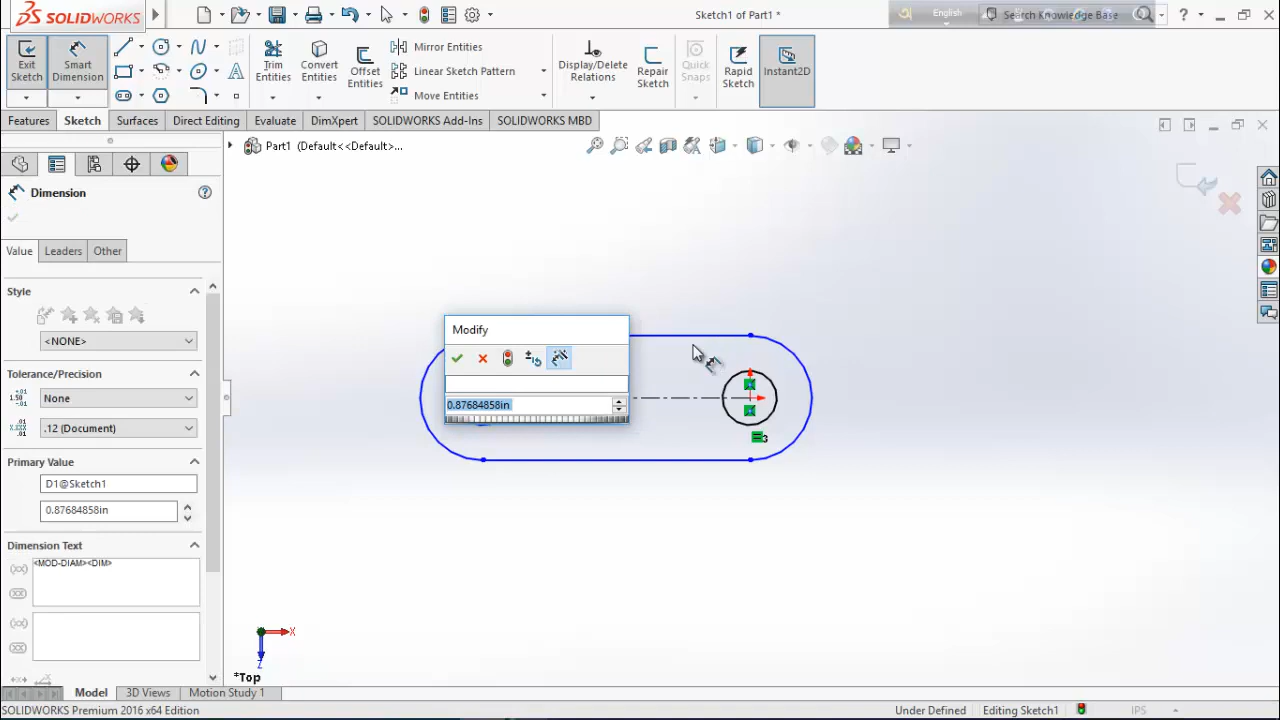 SOLIDWORKS
Sketch1 of Part1 *
English
Search Knowledge Base
?
Exit Sketch
Smart Dimension
Trim Entities
Convert Entities
Offset Entities
Mirror Entities
Linear Sketch Pattern
Move Entities
Display/Delete Relations
Repair Sketch
Quick Snaps
Rapid Sketch
Instant2D
Features
Sketch
Surfaces
Direct Editing
Evaluate
DimXpert
SOLIDWORKS Add-Ins
SOLIDWORKS MBD
Part1 (Default<<Default>...
Dimension
?
Value
Leaders
Other
Style
<NONE>
Tolerance/Precision
None
.12 (Document)
Primary Value
D1@Sketch1
0.87684858in
Dimension Text
<MOD-DIAM><DIM>
Modify
0.87684858in
3
X
Z
*Top
Model
3D Views
Motion Study 1
SOLIDWORKS Premium 2016 x64 Edition
Under Defined
Editing Sketch1
IPS